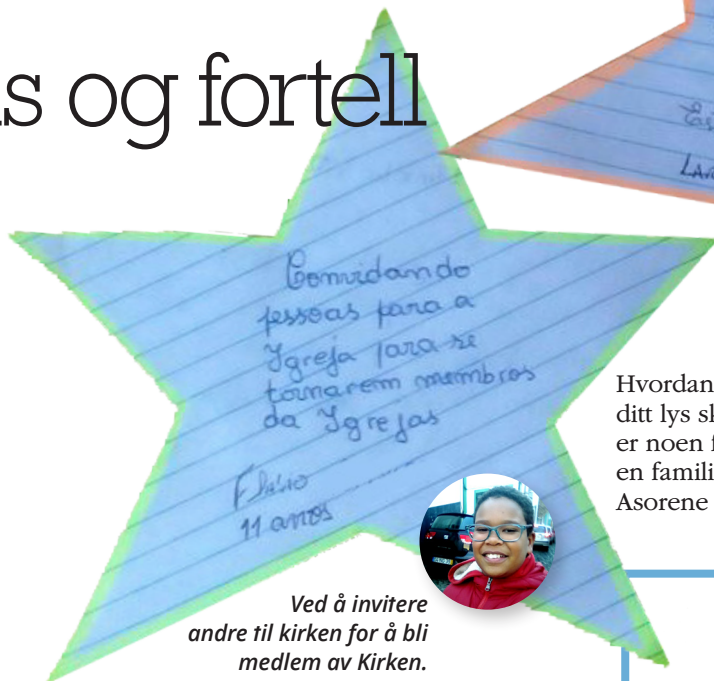 s og fortell
Convidando
pessoas para a
Igreja para se
tornarem membros
da Igrejas
Flávio
11 anos
Ved å invitere
andre til kirken for å bli
medlem av Kirken.
Hvordan
ditt lys
er noen
en famili
Asorene